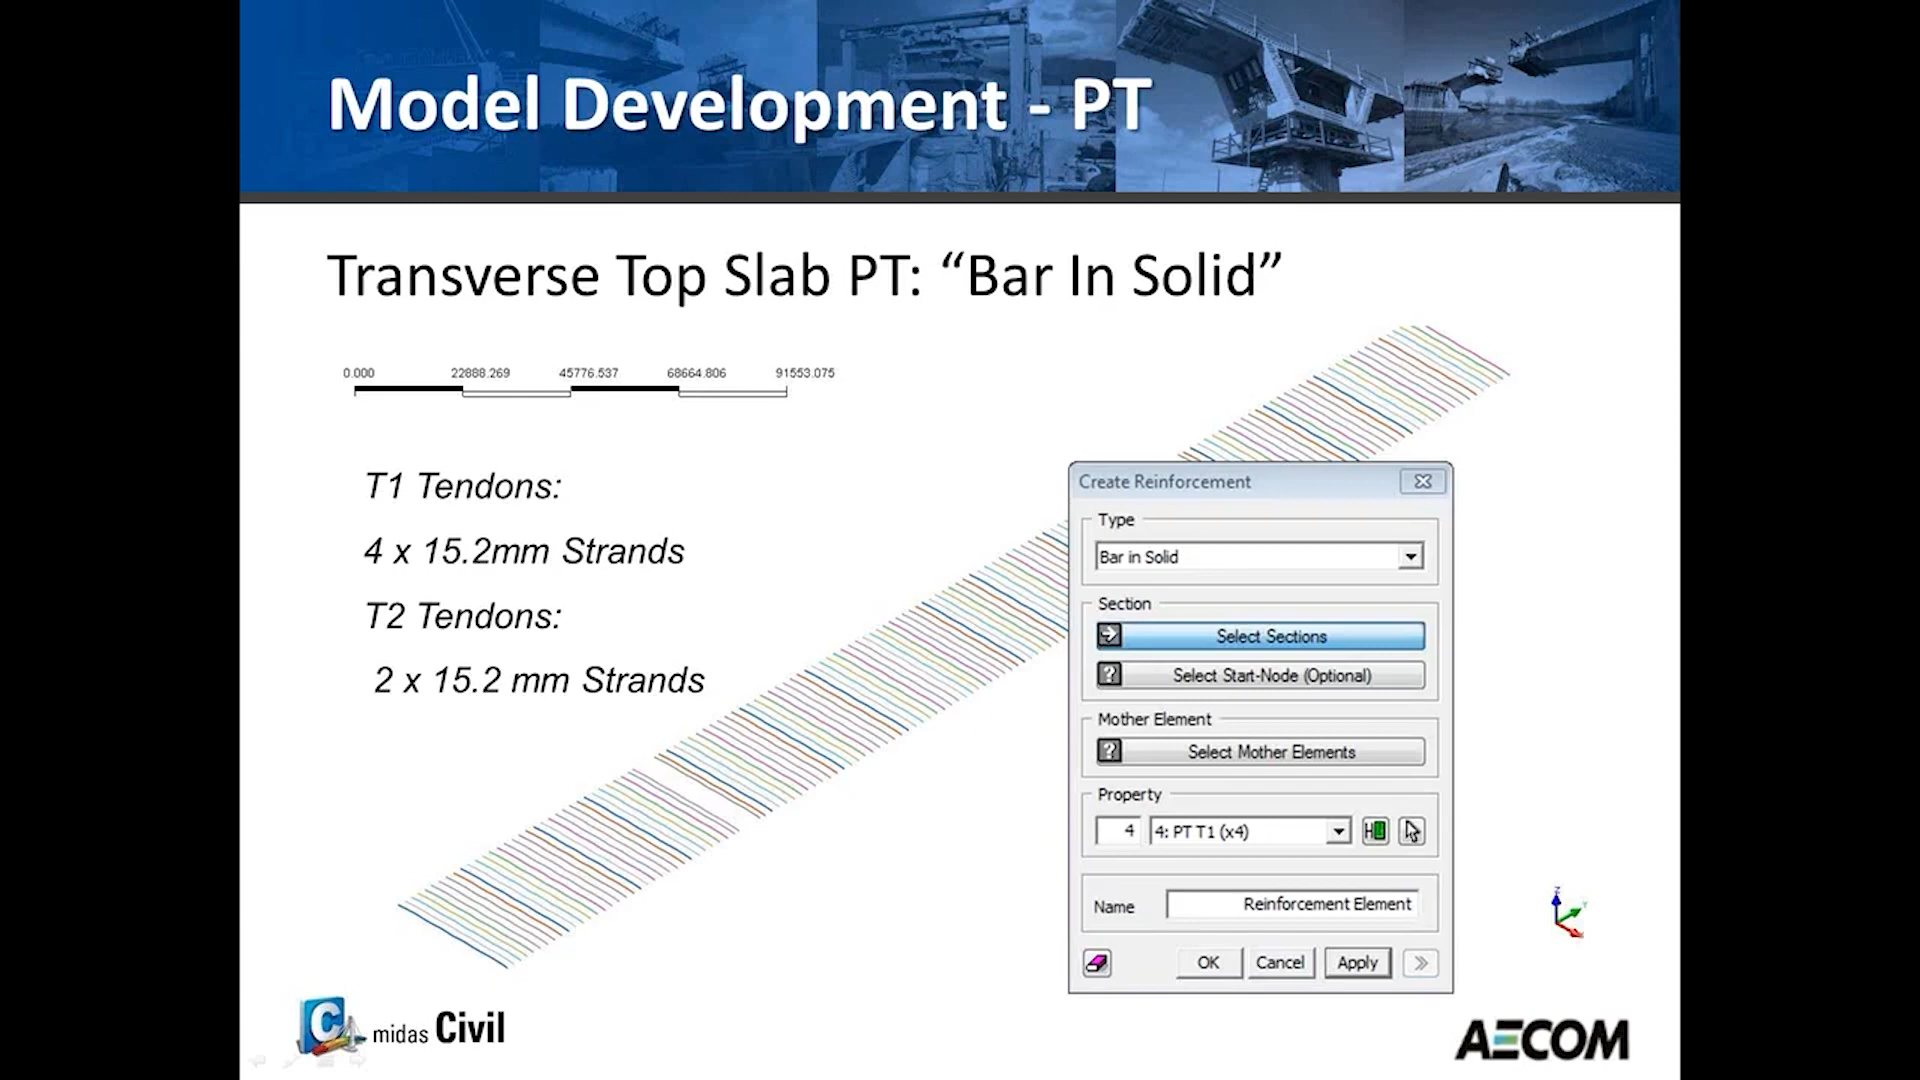 Model Development - PT
Transverse Top Slab PT: “Bar In Solid”
0.000 22888.269 45776.537 68664.806 91553.075
T1 Tendons:
4 x 15.2mm Strands
T2 Tendons:
2 x 15.2 mm Strands
Create Reinforcement
Type
Bar in Solid
Section
Select Sections
Select Start-Node (Optional)
Mother Element
Select Mother Elements
Property
4 4: PT T1 (x4)
Name Reinforcement Element
OK Cancel Apply
Z
Y
midas Civil
AECOM